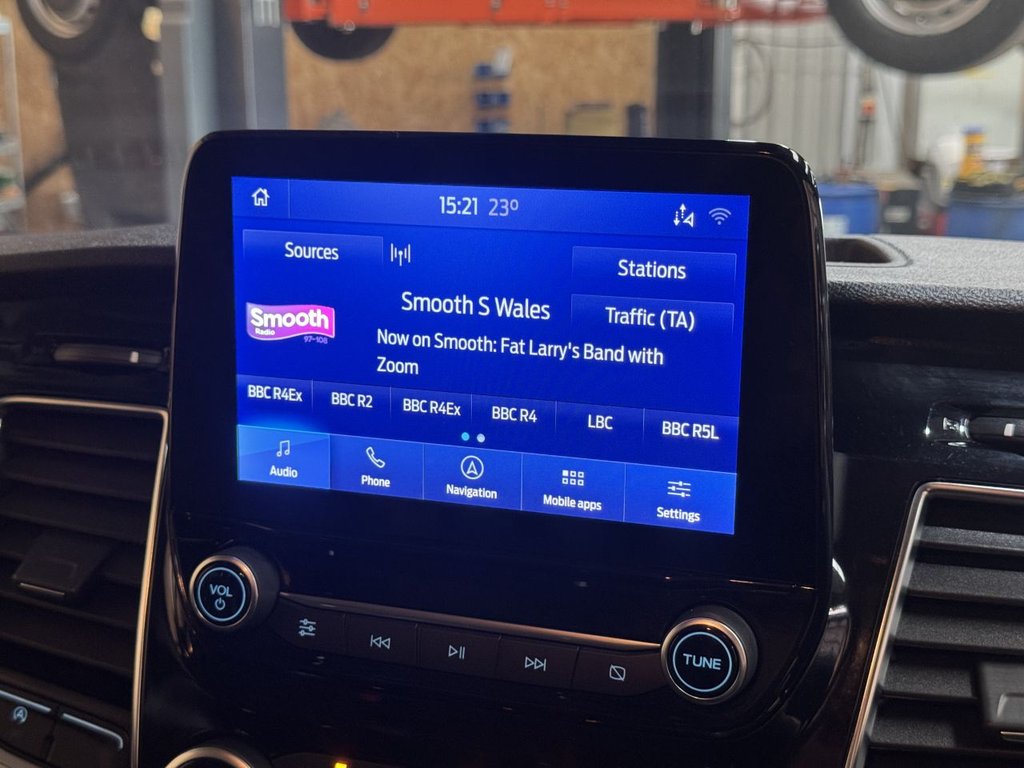 15:21 23°
Sources
Stations
Smooth S Wales
Traffic (TA)
Smooth
Radio
97-108
Now on Smooth: Fat Larry's Band with
Zoom
BBC R4Ex BBC R2 BBC R4Ex BBC R4 LBC BBC R5L
Audio Phone Navigation Mobile apps Settings
VOL
TUNE
A